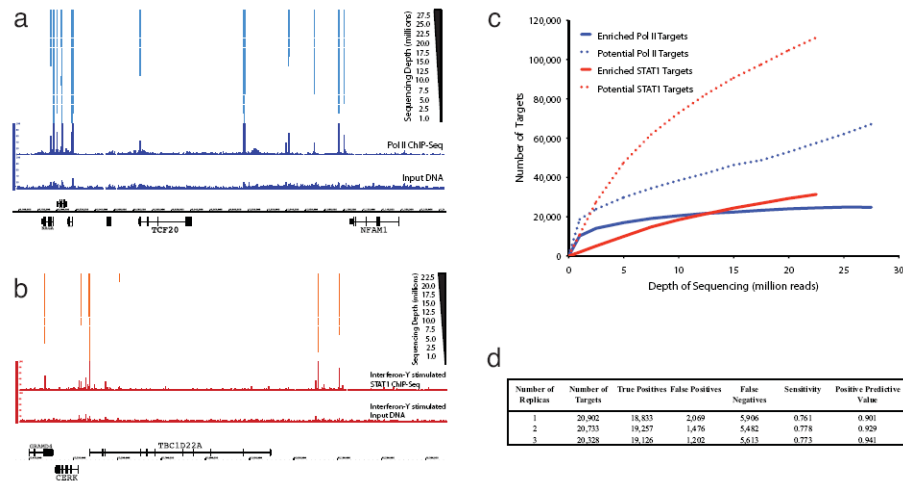 a
Sequencing Depth (millions)
27.5
25.0
22.5
20.0
17.5
15.0
12.5
10.0
7.5
5.0
2.5
1.0
Pol II ChIP-Seq
Input DNA
TCF20
NFAM1
b
Sequencing Depth (millions)
22.5
20.0
17.5
15.0
12.5
10.0
7.5
5.0
2.5
1.0
Interferon-Y stimulated
STAT1 ChIP-Seq
Interferon-Y stimulated
Input DNA
TBC1D22A
CERK
c
Number of Targets
120,000
100,000
80,000
60,000
40,000
20,000
0
Enriched Pol II Targets
Potential Pol II Targets
Enriched STAT1 Targets
Potential STAT1 Targets
0 5 10 15 20 25 30
Depth of Sequencing (million reads)
d
Number of Replicas Number of Targets True Positives False Positives False Negatives Sensitivity Positive Predictive Value
1 20,902 18,833 2,069 5,906 0.761 0.901
2 20,733 19,257 1,476 5,482 0.778 0.929
3 20,328 19,126 1,202 5,613 0.773 0.941